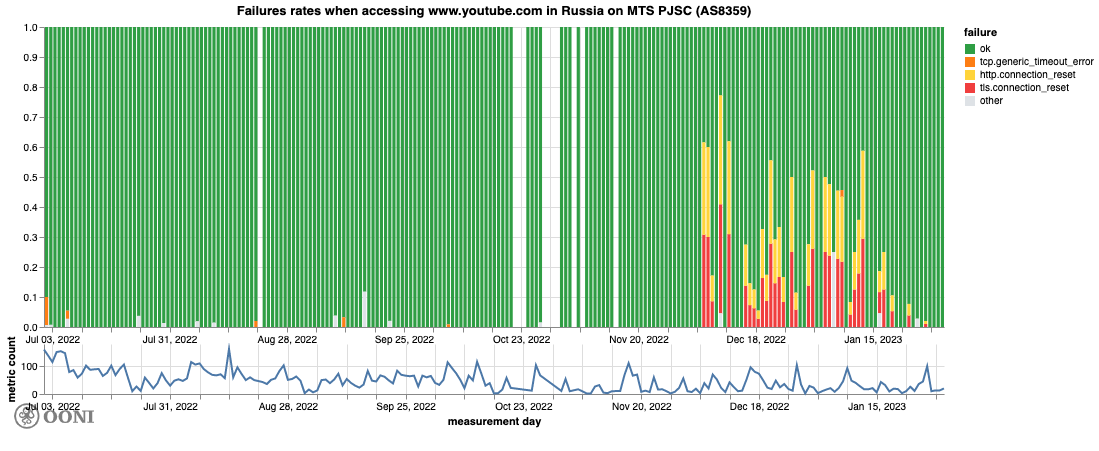 Failures rates when accessing www.youtube.com in Russia on MTS PJSC (AS8359)
failure
ok
tcp.generic_timeout_error
http.connection_reset
tls.connection_reset
other
1.0
0.9
0.8
0.7
0.6
0.5
0.4
0.3
0.2
0.1
0.0
Jul 03, 2022 Jul 31, 2022 Aug 28, 2022 Sep 25, 2022 Oct 23, 2022 Nov 20, 2022 Dec 18, 2022 Jan 15, 2023
metric count
100
0
Jul 03, 2022 Jul 31, 2022 Aug 28, 2022 Sep 25, 2022 Oct 23, 2022 Nov 20, 2022 Dec 18, 2022 Jan 15, 2023
OONI
measurement day